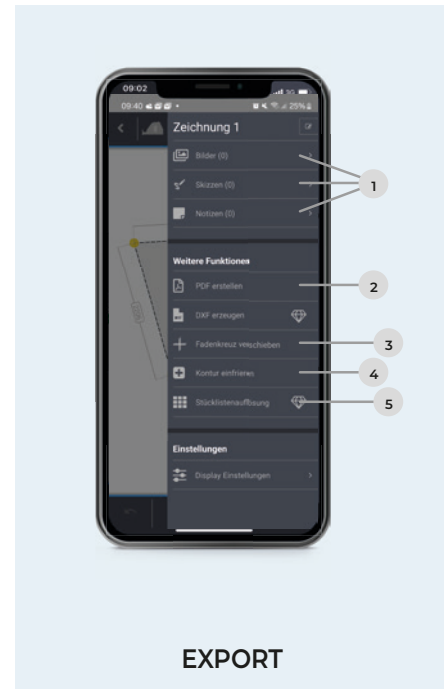 09:02
3G
09:40
25%
Zeichnung 1
Bilder (0)
1
Skizzen (0)
Notizen (0)
Weitere Funktionen
PDF erstellen
2
DXF erzeugen
Fadenkreuz verschieben
3
Kontur einfrieren
4
Stücklistenauflösung
5
Einstellungen
Display Einstellungen
EXPORT